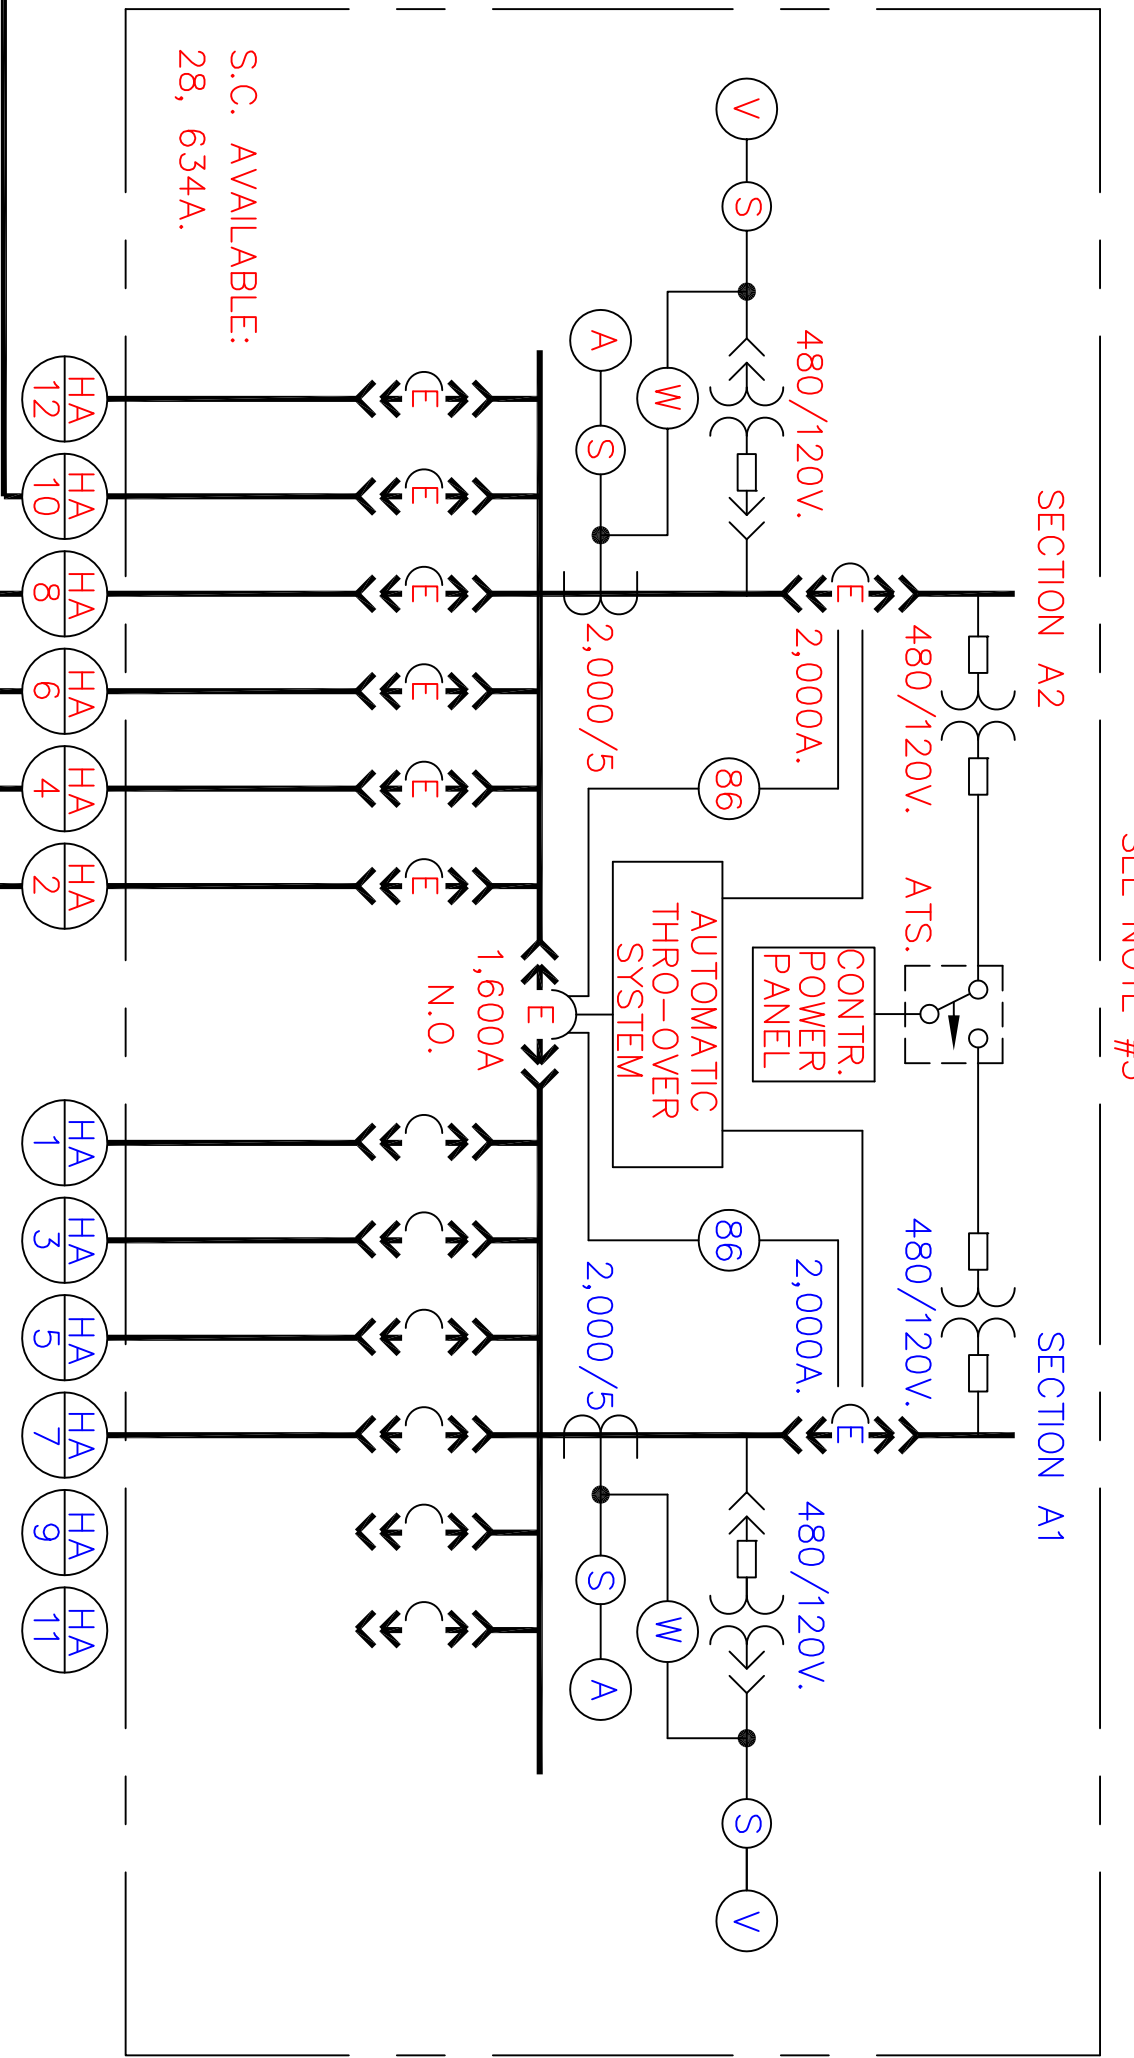 SECTION A2
SECTION A1
480/120V.
ATS.
480/120V.
CONTR.
POWER
PANEL
E
2,000A.
2,000A.
E
480/120V.
480/120V.
V
S
86
86
S
V
AUTOMATIC
THRO-OVER
SYSTEM
W
W
A
S
2,000/5
2,000/5
S
A
E
1,600A
N.O.
E
E
E
E
E
E
S.C. AVAILABLE:
28, 634A.
HA
12
HA
10
HA
8
HA
6
HA
4
HA
2
HA
1
HA
3
HA
5
HA
7
HA
9
HA
11